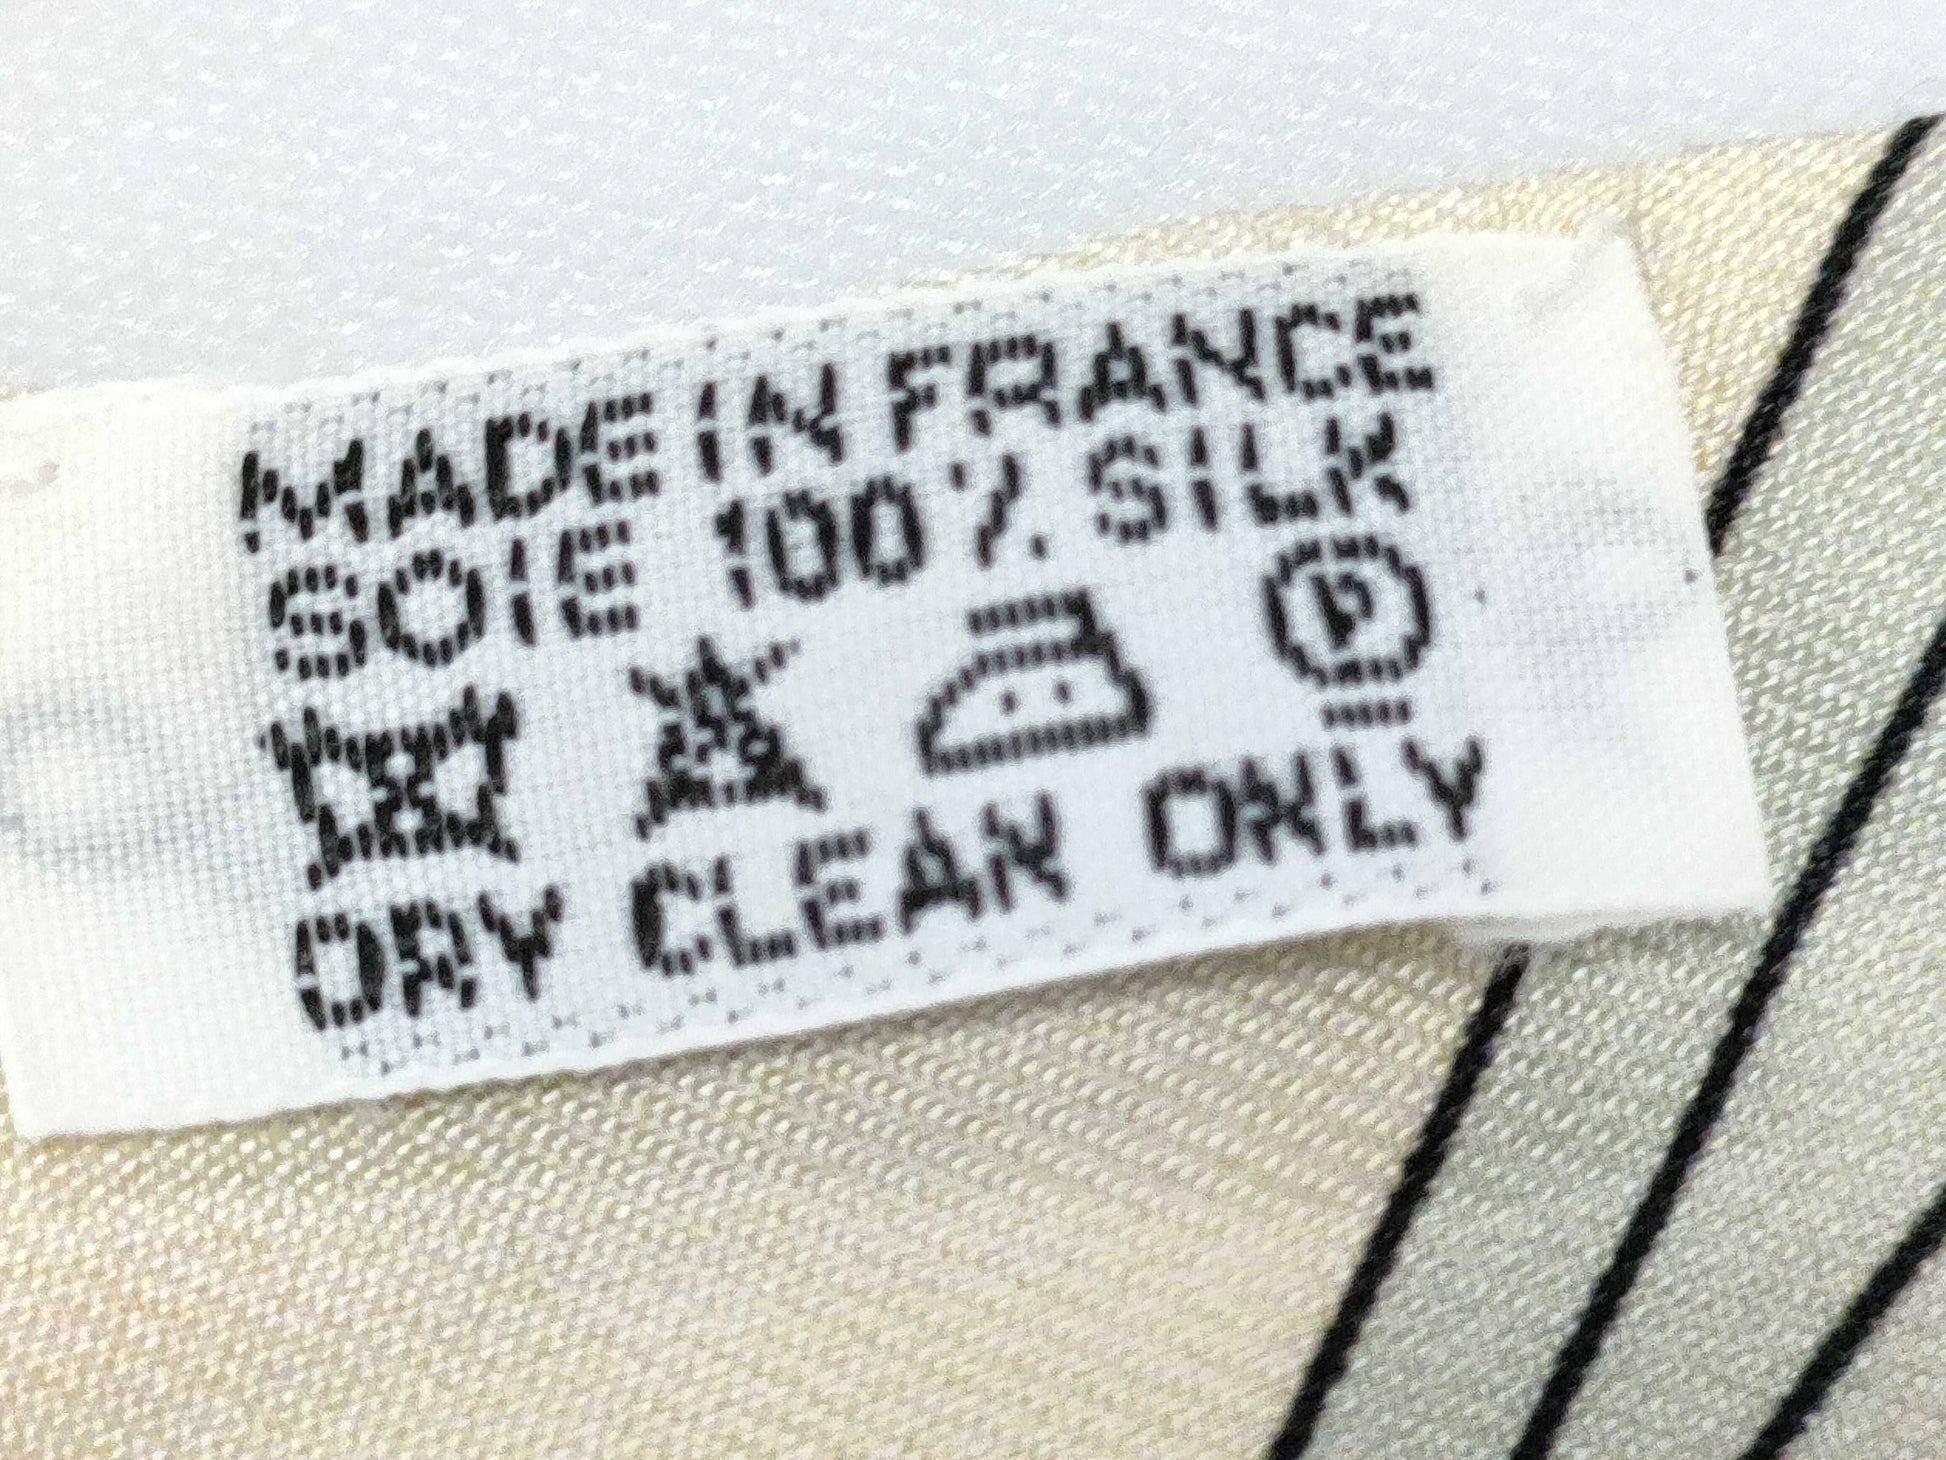 MADE IN FRANCE
SOIE 100% SILK
P
DRY CLEAN ONLY